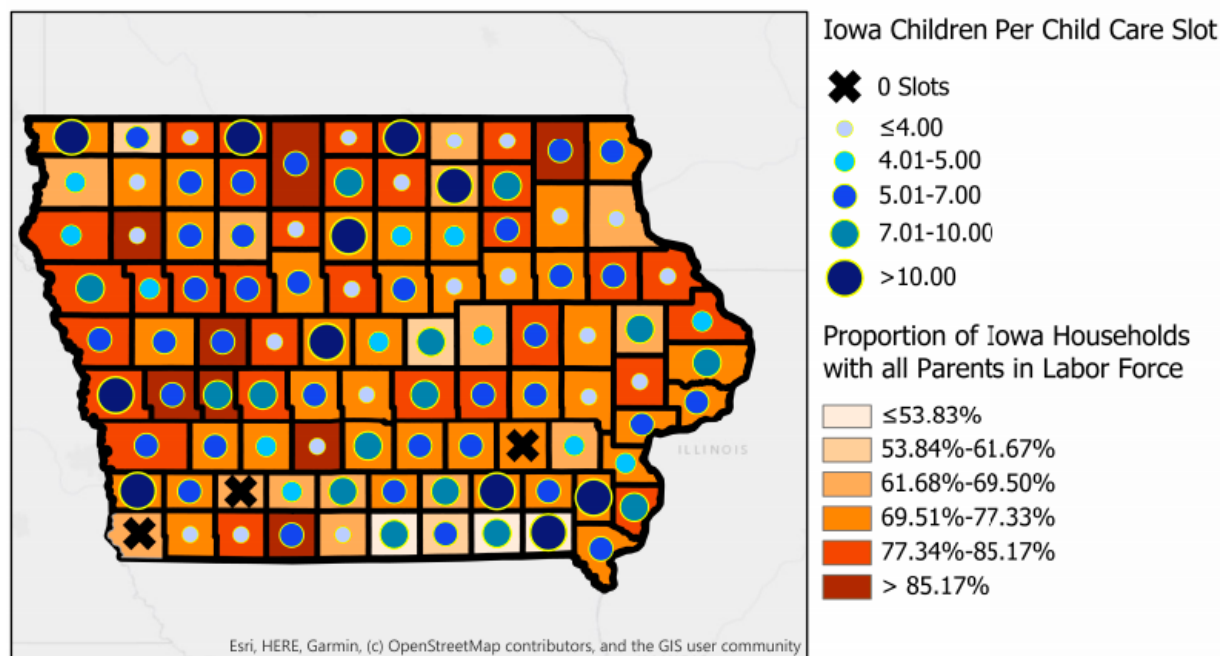 Iowa Children Per Child Care Slot
0 Slots
≤4.00
4.01-5.00
5.01-7.00
7.01-10.00
>10.00
Proportion of Iowa Households
with all Parents in Labor Force
≤53.83%
53.84%-61.67%
61.68%-69.50%
69.51%-77.33%
77.34%-85.17%
> 85.17%
ILLINOIS
Esri, HERE, Garmin, (c) OpenStreetMap contributors, and the GIS user community